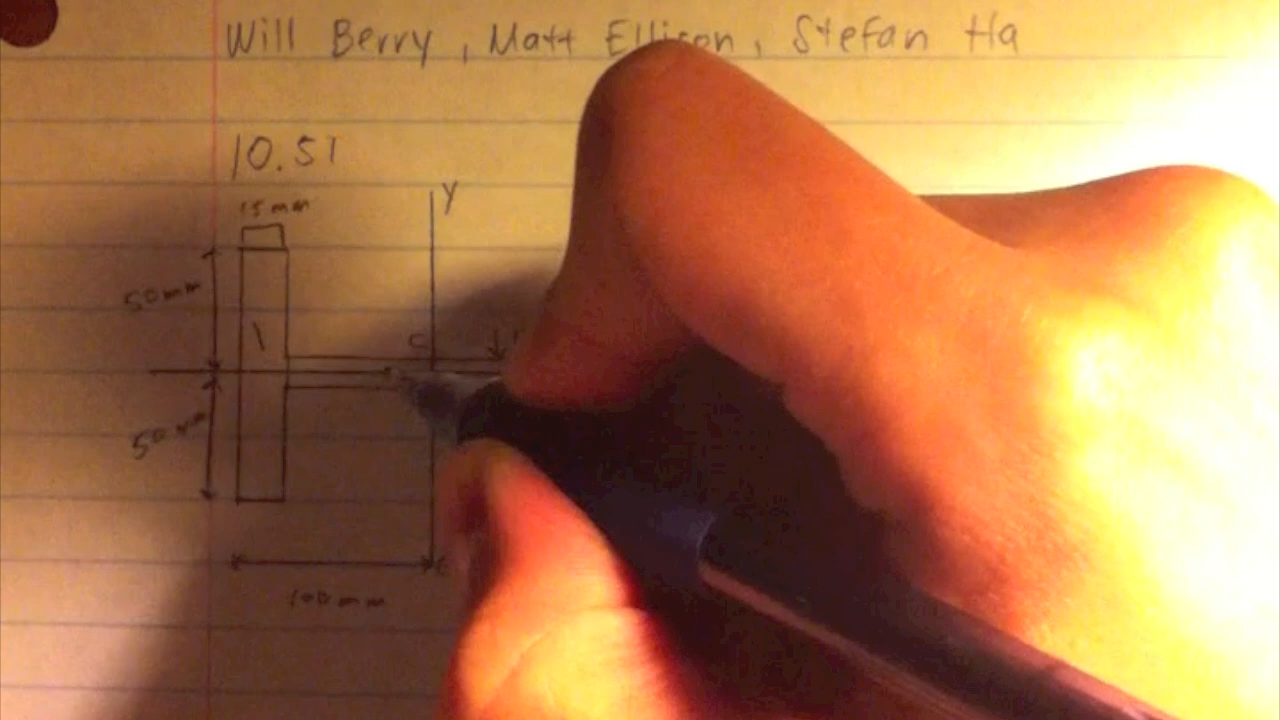 Will Berry, Matt Ellison, Stefan Ha
10.51
15mm
Y
50mm
1
C
50mm
100mm